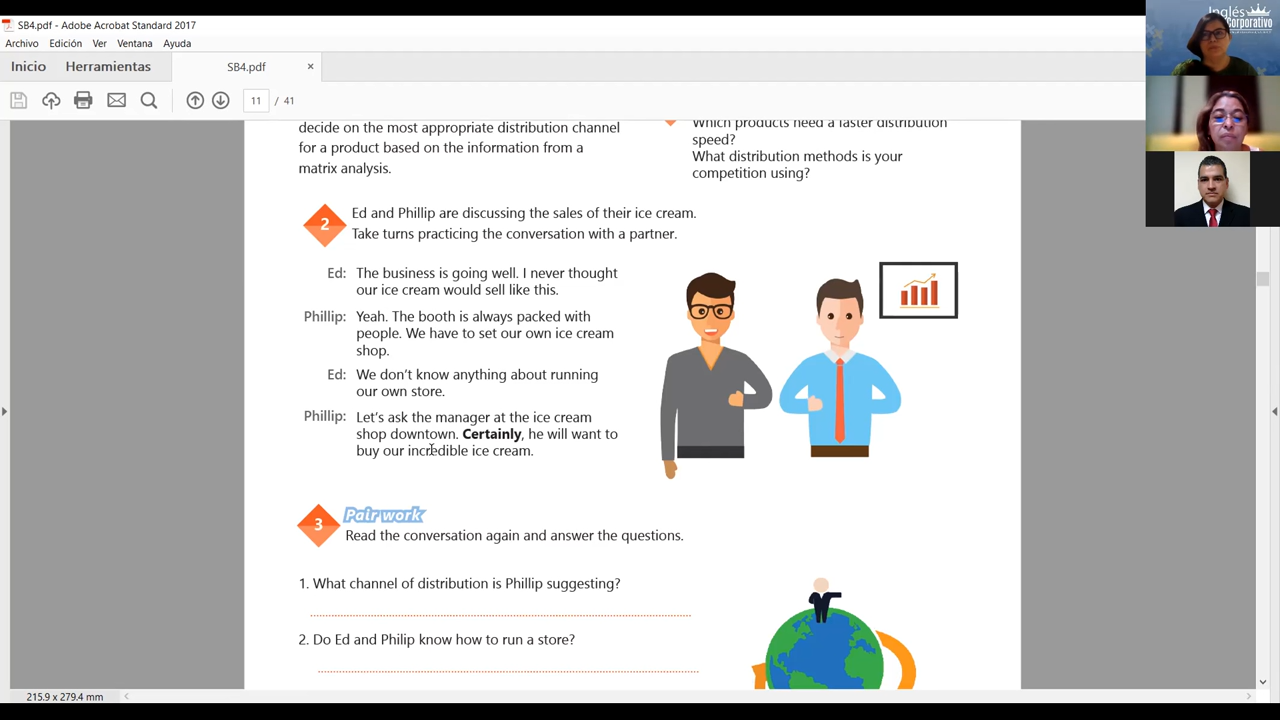 SB4.pdf - Adobe Acrobat Standard 2017
Archivo Edición Ver Ventana Ayuda
Inicio Herramientas SB4.pdf ×
11 / 41
decide on the most appropriate distribution channel
for a product based on the information from a
matrix analysis.
Which products need a faster distribution
speed?
What distribution methods is your
competition using?
2
Ed and Phillip are discussing the sales of their ice cream.
Take turns practicing the conversation with a partner.
Ed: The business is going well. I never thought
our ice cream would sell like this.
Phillip: Yeah. The booth is always packed with
people. We have to set our own ice cream
shop.
Ed: We don't know anything about running
our own store.
Phillip: Let's ask the manager at the ice cream
shop downtown. Certainly, he will want to
buy our incredible ice cream.
3
Pair work
Read the conversation again and answer the questions.
1. What channel of distribution is Phillip suggesting?
2. Do Ed and Philip know how to run a store?
215.9 x 279.4 mm
Inglés
Corporativo